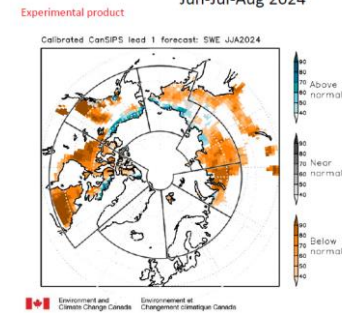 Jun-Jul-Aug 2024
Experimental product
Calibrated CanSIPS lead 1 forecast: SWE JJA2024
90
80
70
60
50
40
Above
normal
90
80
70
60
50
40
Near
normal
90
80
70
60
50
40
Below
normal
Environment and
Climate Change Canada
Environnement et
Changement climatique Canada